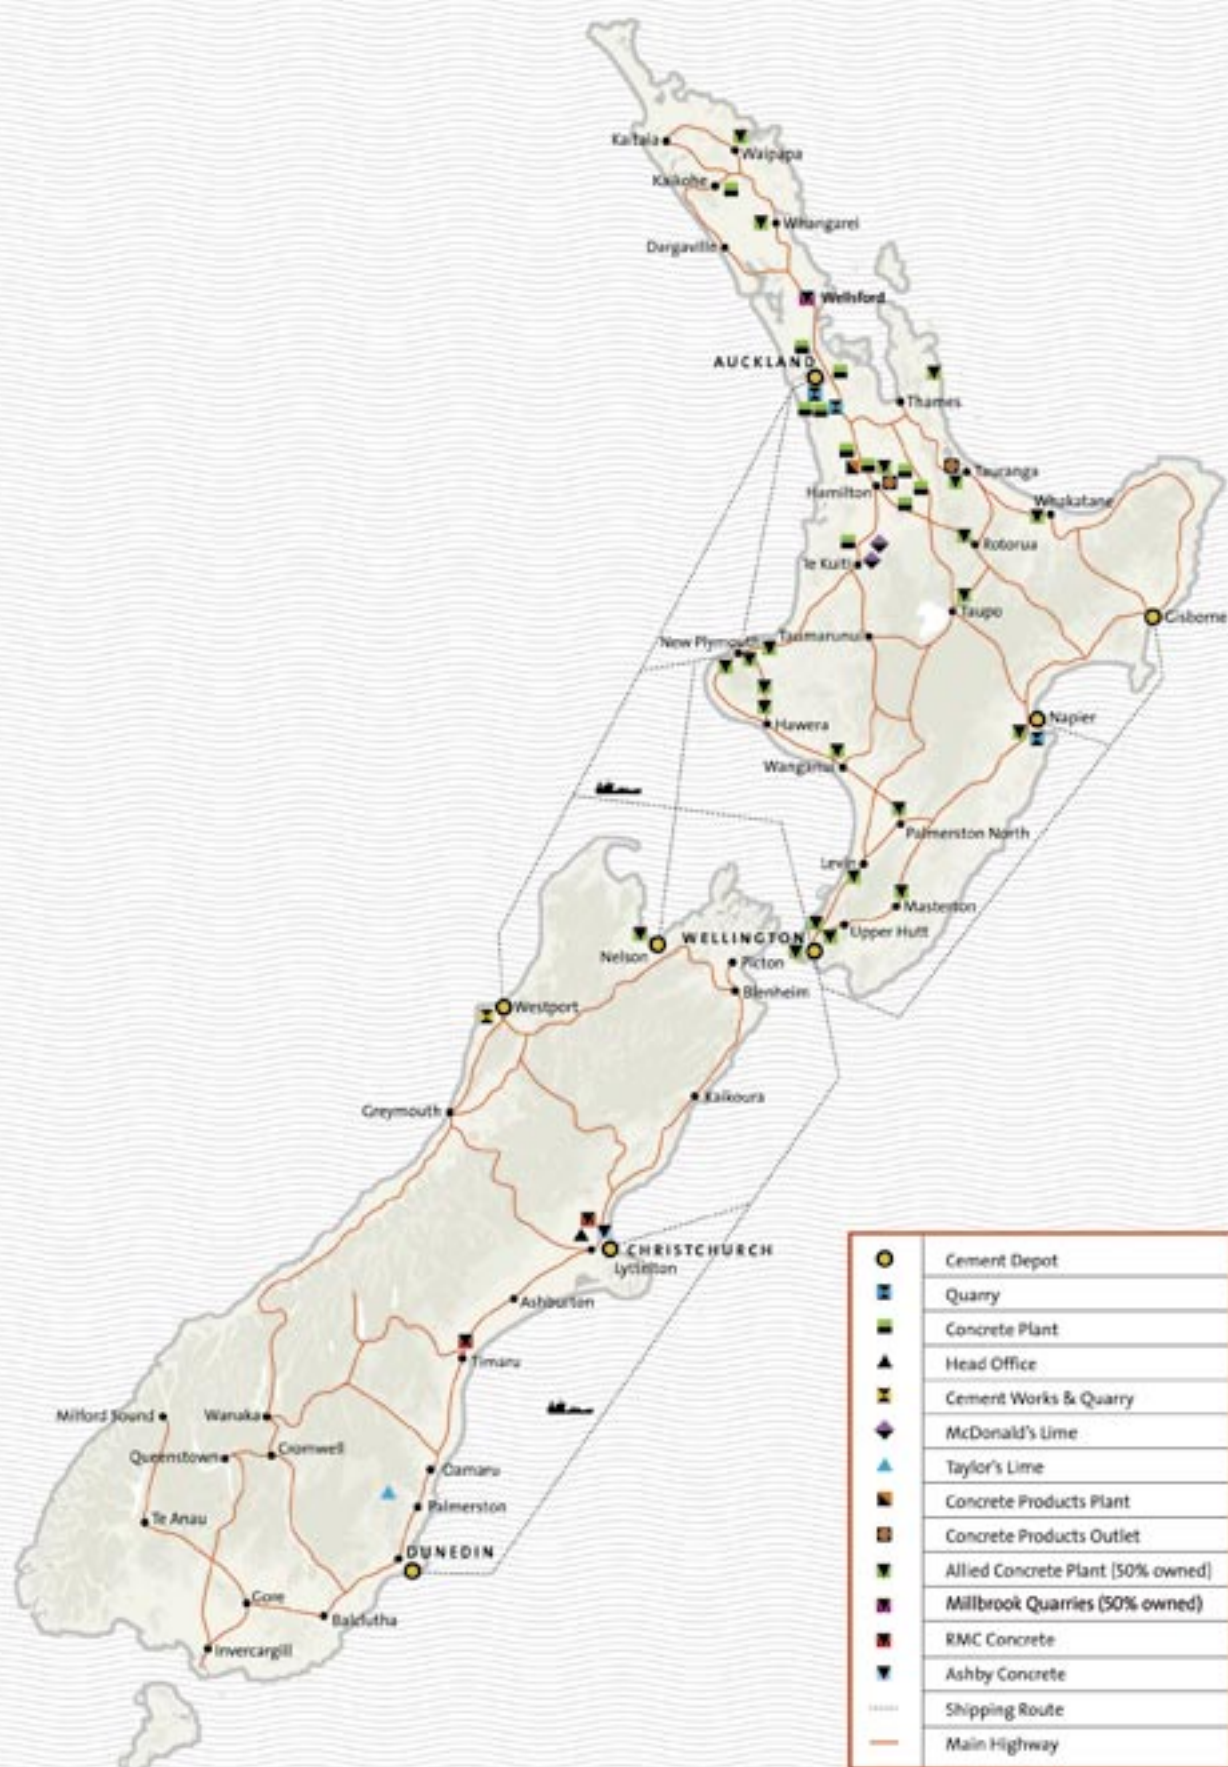 Kaitaia
Waipapa
Kaikohe
Whangarei
Dargaville
Wellsford
AUCKLAND
Thames
Tauranga
Hamilton
Whakatane
Rotorua
Te Kuiti
Taupo
Gisborne
New Plymouth
Taumarunui
Napier
Hawera
Wanganui
Palmerston North
Levin
Masterton
Upper Hutt
WELLINGTON
Nelson
Picton
Blenheim
Westport
Kaikoura
Greymouth
CHRISTCHURCH
Lyttelton
Ashburton
Timaru
Milford Sound
Wanaka
Queenstown
Cromwell
Oamaru
Palmerston
Te Anau
DUNEDIN
Gore
Balclutha
Invercargill
Cement Depot
Quarry
Concrete Plant
Head Office
Cement Works & Quarry
McDonald's Lime
Taylor's Lime
Concrete Products Plant
Concrete Products Outlet
Allied Concrete Plant (50% owned)
Millbrook Quarries (50% owned)
RMC Concrete
Ashby Concrete
Shipping Route
Main Highway